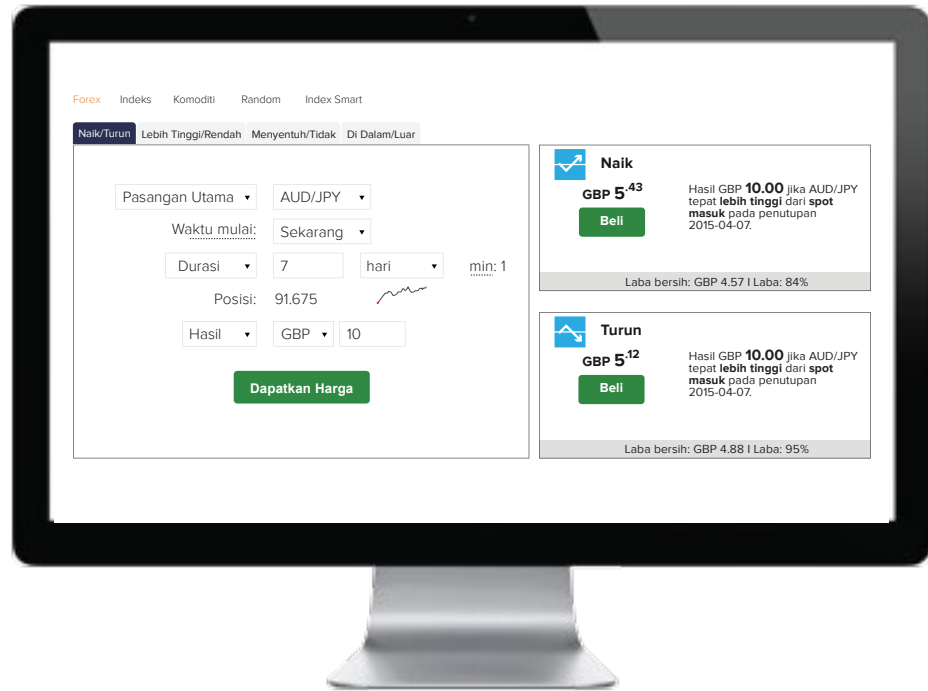 Forex Indeks Komoditi Random Index Smart
Naik/Turun Lebih Tinggi/Rendah Menyentuh/Tidak Di Dalam/Luar
Pasangan Utama AUD/JPY
Waktu mulai: Sekarang
Durasi 7 hari min: 1
Posisi: 91.675
Hasil GBP 10
Dapatkan Harga
Naik
GBP 5.43
Beli
Hasil GBP 10.00 jika AUD/JPY
tepat lebih tinggi dari spot
masuk pada penutupan
2015-04-07.
Laba bersih: GBP 4.57 I Laba: 84%
Turun
GBP 5.12
Beli
Hasil GBP 10.00 jika AUD/JPY
tepat lebih tinggi dari spot
masuk pada penutupan
2015-04-07.
Laba bersih: GBP 4.88 I Laba: 95%